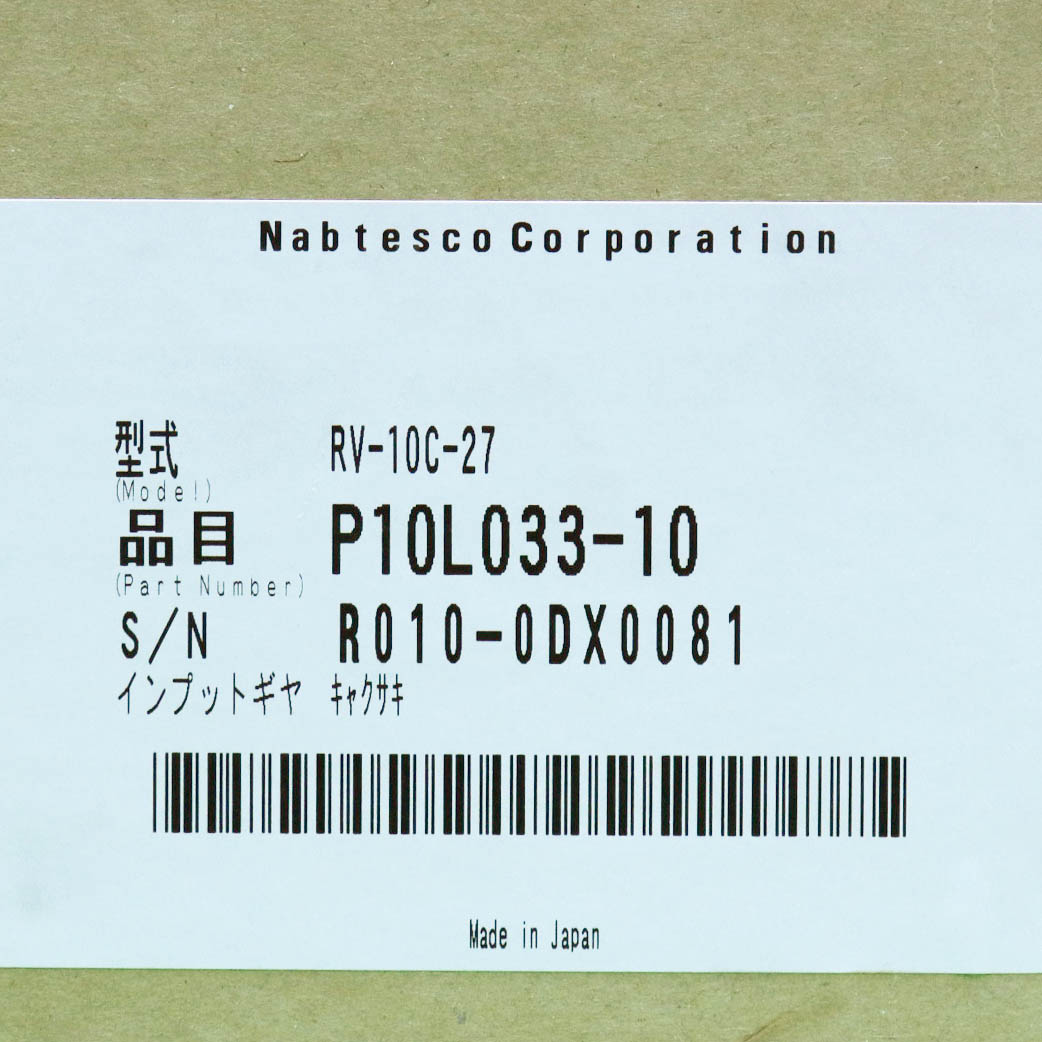 Nabtesco Corporation
型式 RV-10C-27
(Model)
品目 P10L033-10
(Part Number)
S/N R010-0DX0081
インプットギヤ ｷｬｸｻｷ
Made in Japan